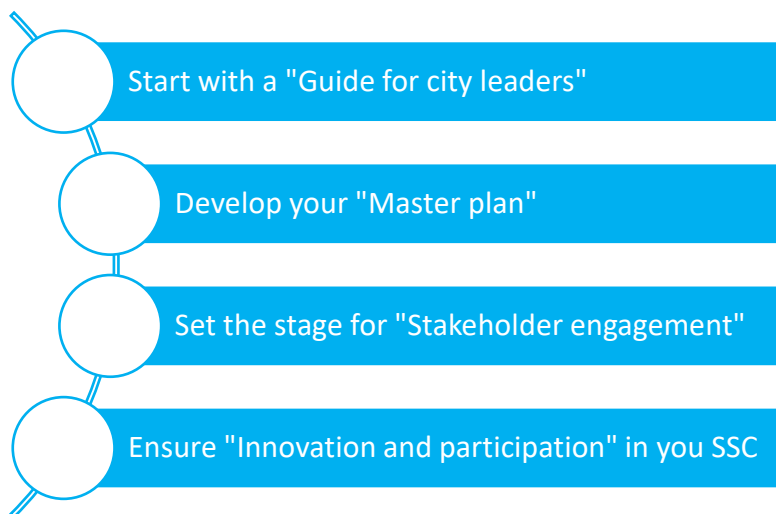 Start with a "Guide for city leaders"
Develop your "Master plan"
Set the stage for "Stakeholder engagement"
Ensure "Innovation and participation" in you SSC